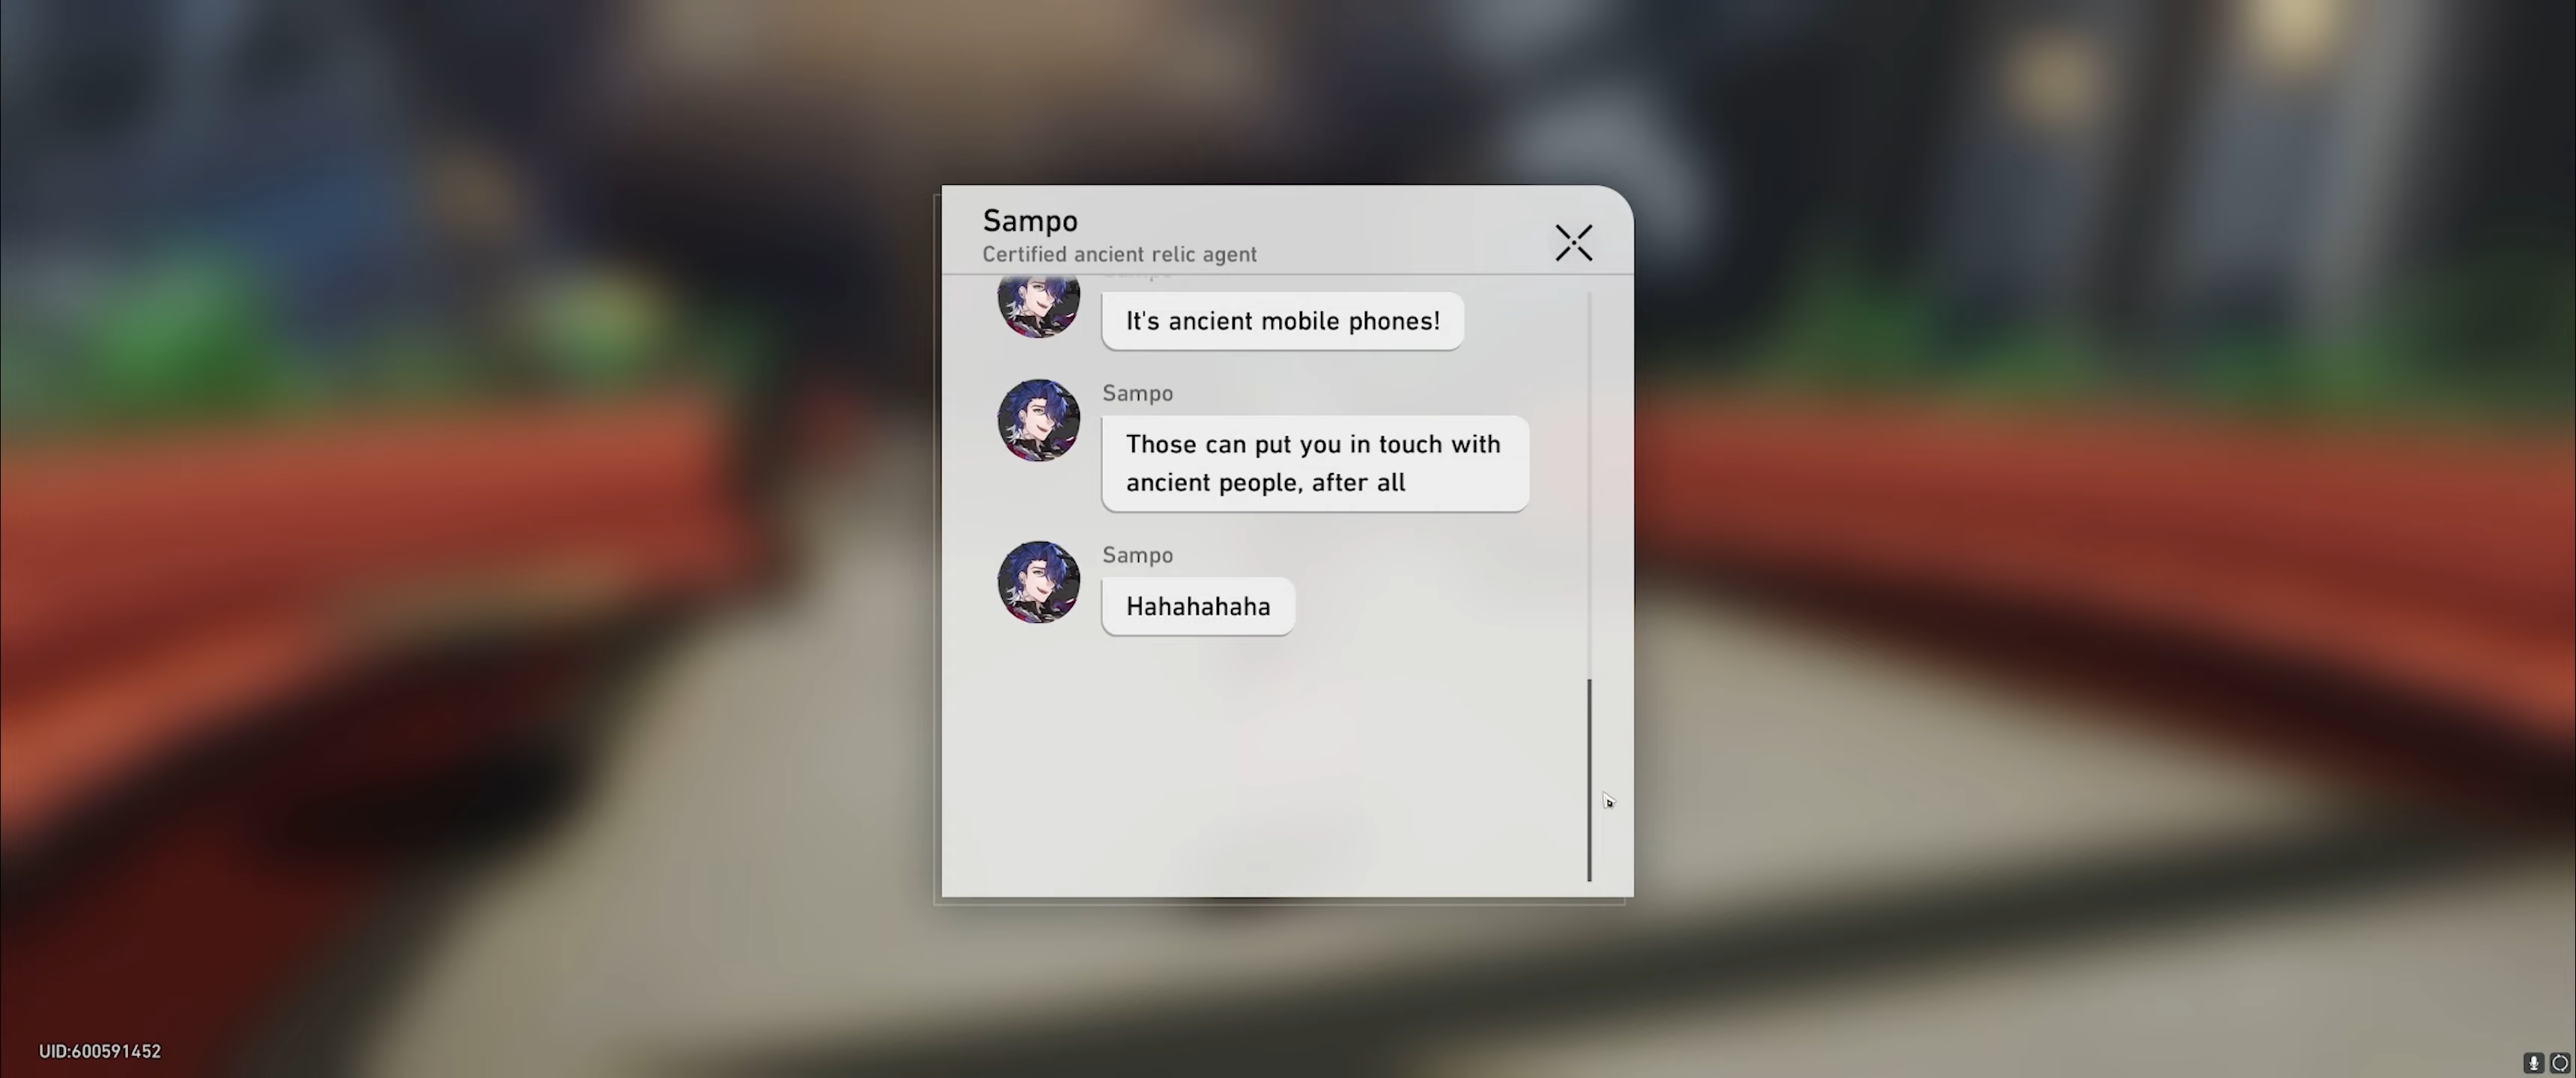 Sampo
Certified ancient relic agent
It's ancient mobile phones!
Sampo
Those can put you in touch with
ancient people, after all
Sampo
Hahahahaha
UID:600591452